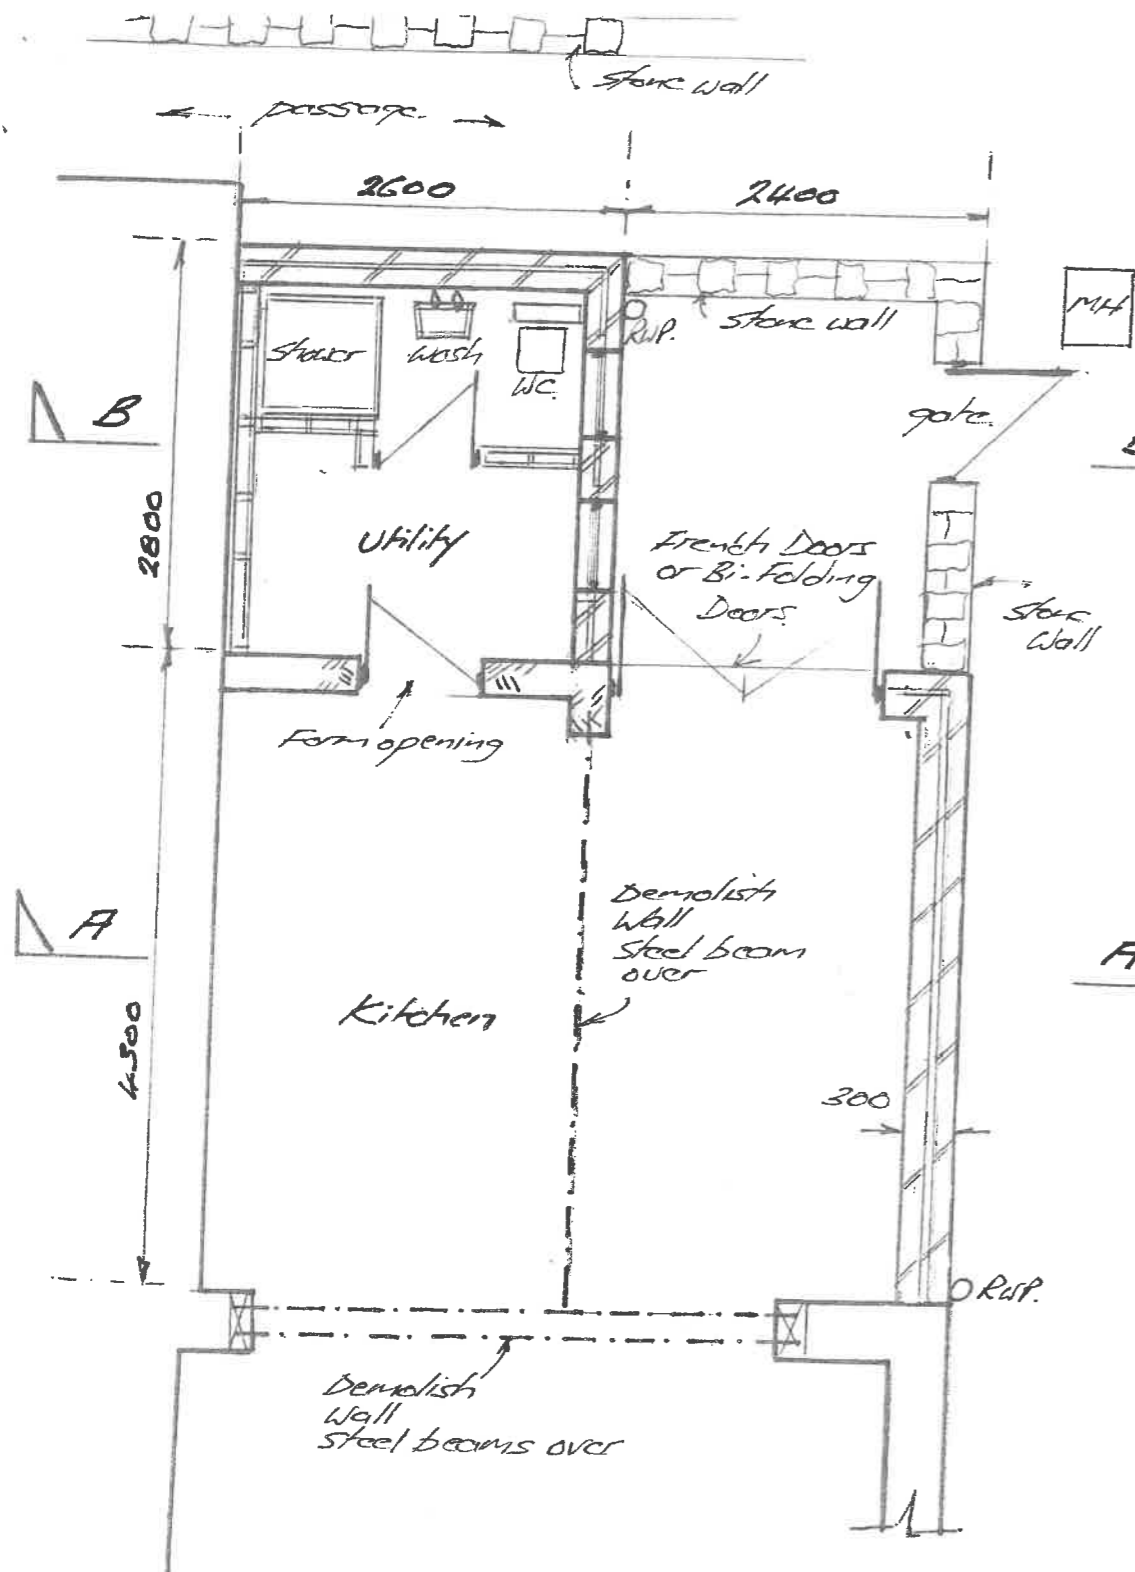 stone wall
passage.
2600
2400
MH
stone wall
RWP.
Shower
wash
WC.
B
gate.
2800
Utility
French Doors
or Bi-Folding
Doors.
stone
Wall
Form opening
A
Demolish
Wall
steel beam
over
A
Kitchen
4300
300
RWP.
Demolish
Wall
steel beams over